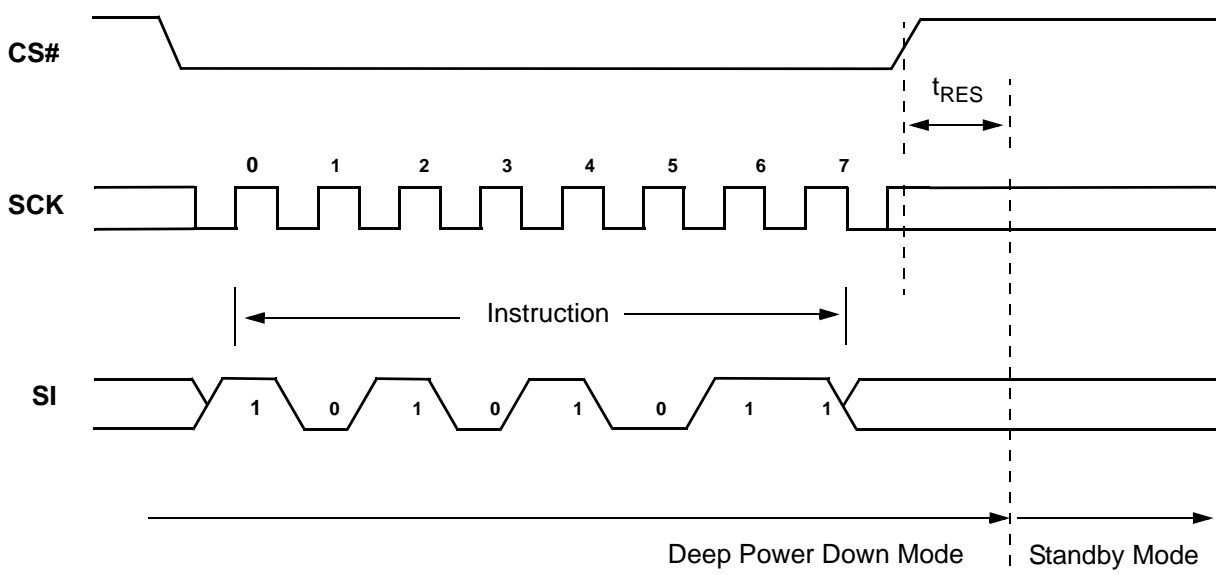 CS#
tRES
0 1 2 3 4 5 6 7
SCK
Instruction
SI
1 0 1 0 1 0 1 1
Deep Power Down Mode Standby Mode